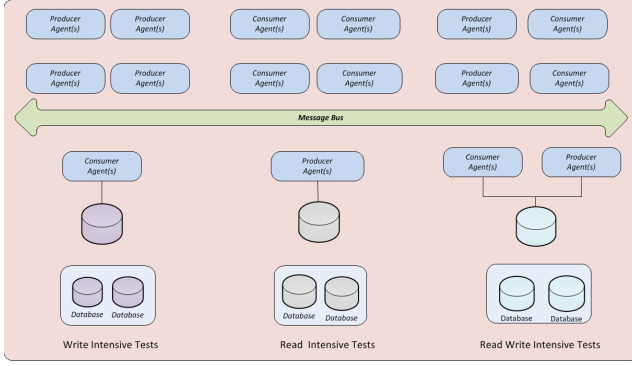 Producer
Agent(s)
Producer
Agent(s)
Consumer
Agent(s)
Consumer
Agent(s)
Producer
Agent(s)
Consumer
Agent(s)
Producer
Agent(s)
Producer
Agent(s)
Consumer
Agent(s)
Consumer
Agent(s)
Producer
Agent(s)
Consumer
Agent(s)
Message Bus
Consumer
Agent(s)
Producer
Agent(s)
Consumer
Agent(s)
Producer
Agent(s)
Database
Database
Database
Database
Database
Database
Write Intensive Tests
Read Intensive Tests
Read Write Intensive Tests